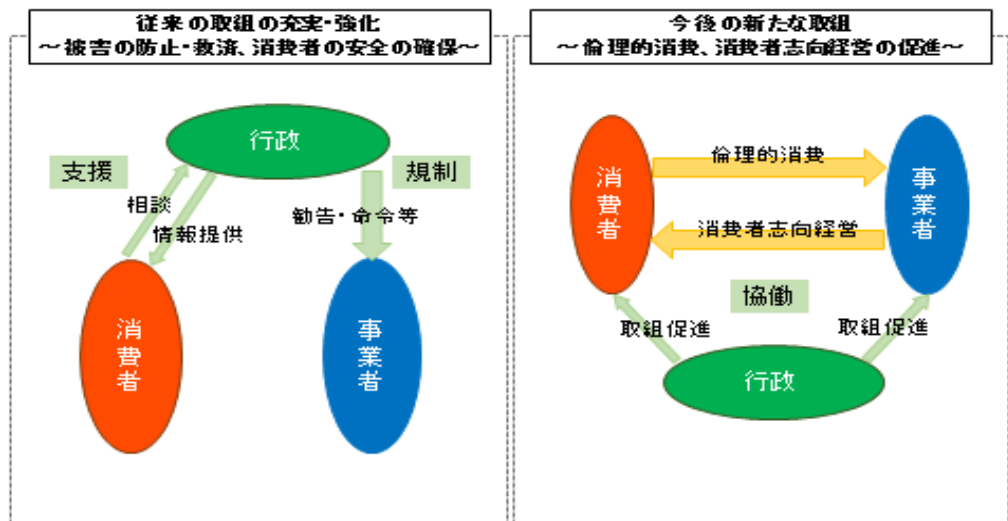 従来の取組の充実・強化
～被害の防止・救済、消費者の安全の確保～
行政
支援
規制
相談
情報提供
勧告・命令等
消費者
事業者
今後の新たな取組
～倫理的消費、消費者志向経営の促進～
消費者
倫理的消費
事業者
消費者志向経営
協働
取組促進
取組促進
行政